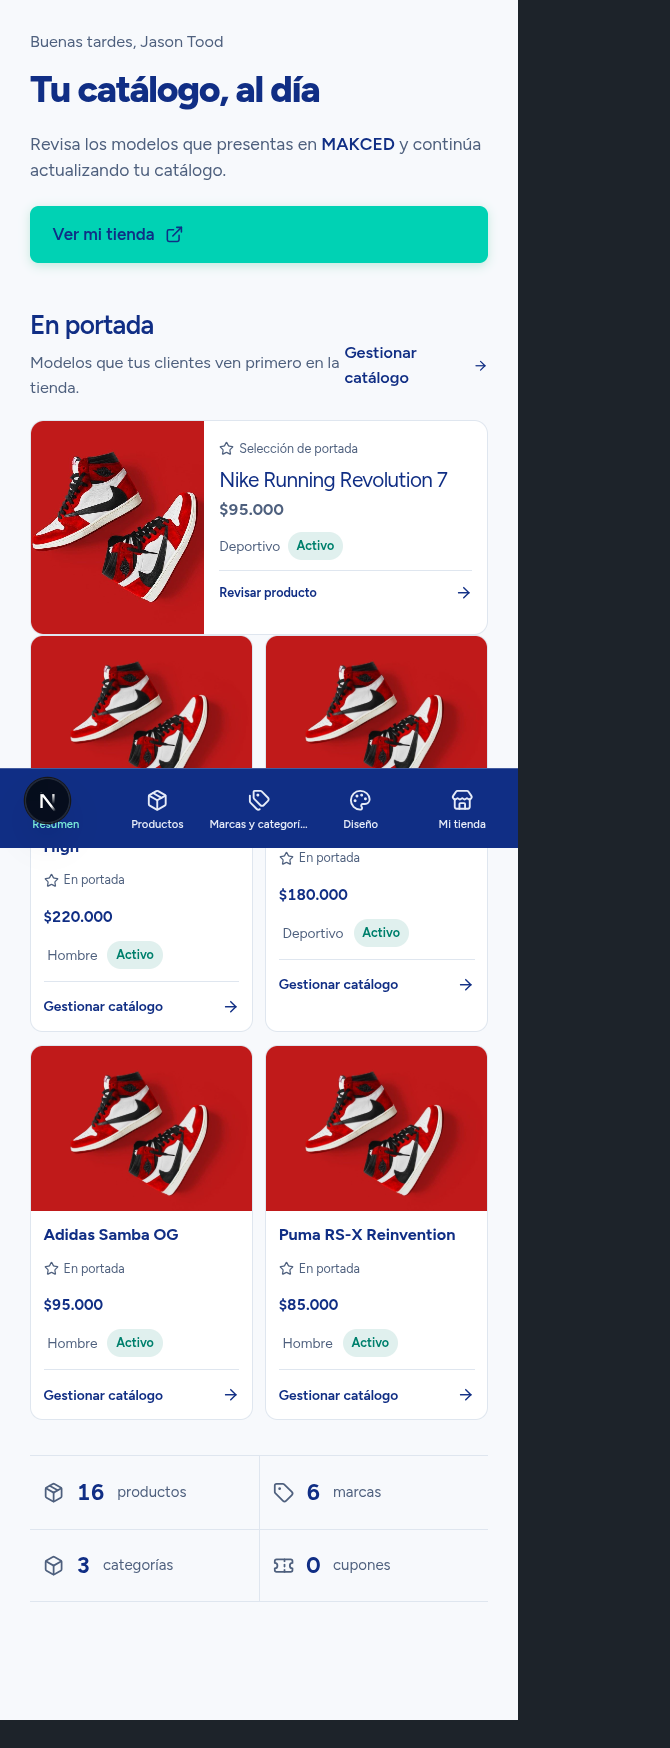 Buenas tardes, Jason Tood
Tu catálogo, al día
Revisa los modelos que presentas en MAKCED y continúa
actualizando tu catálogo.
Ver mi tienda
En portada
Modelos que tus clientes ven primero en la
tienda.
Gestionar
catálogo
Selección de portada
Nike Running Revolution 7
$95.000
Deportivo Activo
Revisar producto
N
Resumen
Productos
Marcas y categorí...
Diseño
Mi tienda
High
En portada
$220.000
Hombre Activo
Gestionar catálogo
En portada
$180.000
Deportivo Activo
Gestionar catálogo
Adidas Samba OG
En portada
$95.000
Hombre Activo
Gestionar catálogo
Puma RS-X Reinvention
En portada
$85.000
Hombre Activo
Gestionar catálogo
16 productos
6 marcas
3 categorías
0 cupones